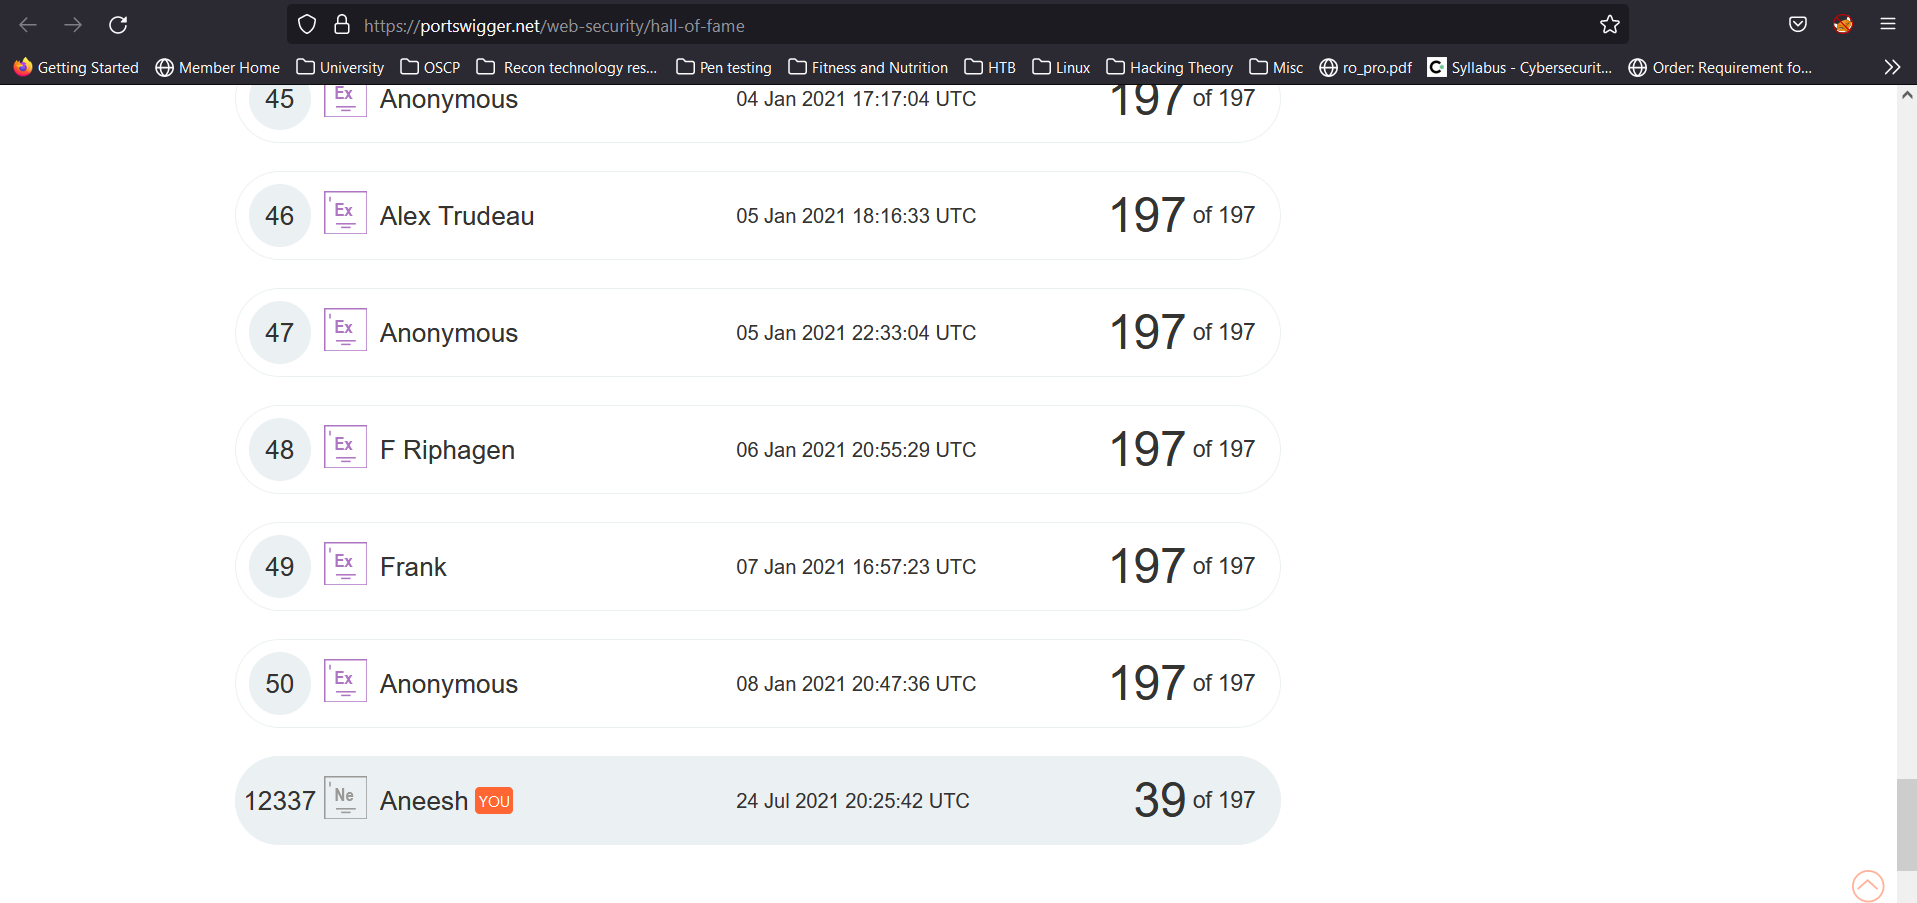 https://portswigger.net/web-security/hall-of-fame
Getting Started Member Home University OSCP Recon technology res... Pen testing Fitness and Nutrition HTB Linux Hacking Theory Misc ro_pro.pdf C Syllabus - Cybersecurit... Order: Requirement fo...
45 Ex Anonymous 04 Jan 2021 17:17:04 UTC 197 of 197
46 Ex Alex Trudeau 05 Jan 2021 18:16:33 UTC 197 of 197
47 Ex Anonymous 05 Jan 2021 22:33:04 UTC 197 of 197
48 Ex F Riphagen 06 Jan 2021 20:55:29 UTC 197 of 197
49 Ex Frank 07 Jan 2021 16:57:23 UTC 197 of 197
50 Ex Anonymous 08 Jan 2021 20:47:36 UTC 197 of 197
12337 Ne Aneesh YOU 24 Jul 2021 20:25:42 UTC 39 of 197